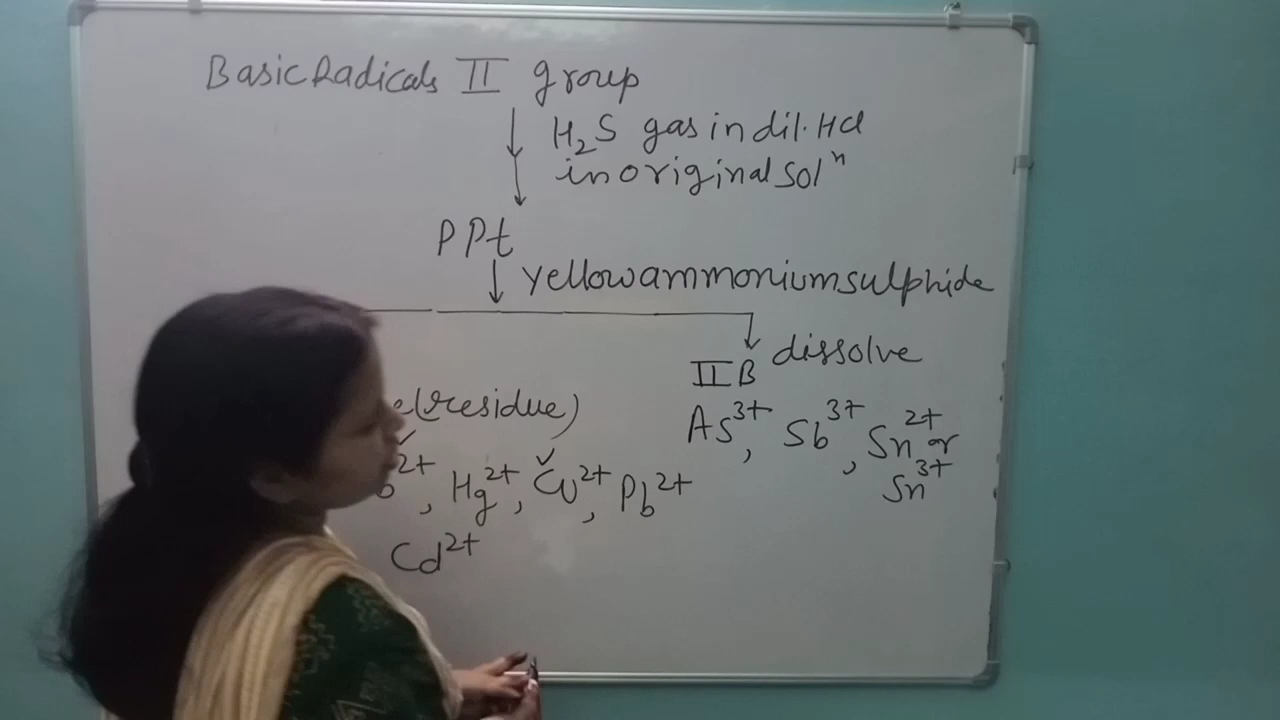 Basic Radicals II group
H₂S gas in dil. HCl
in original solⁿ
PPt
Yellow ammonium sulphide
dissolve
II B
(residue)
As³⁺, Sb³⁺, Sn²⁺ or
Sn³⁺
Hg²⁺, Cu²⁺, Pb²⁺
Cd²⁺